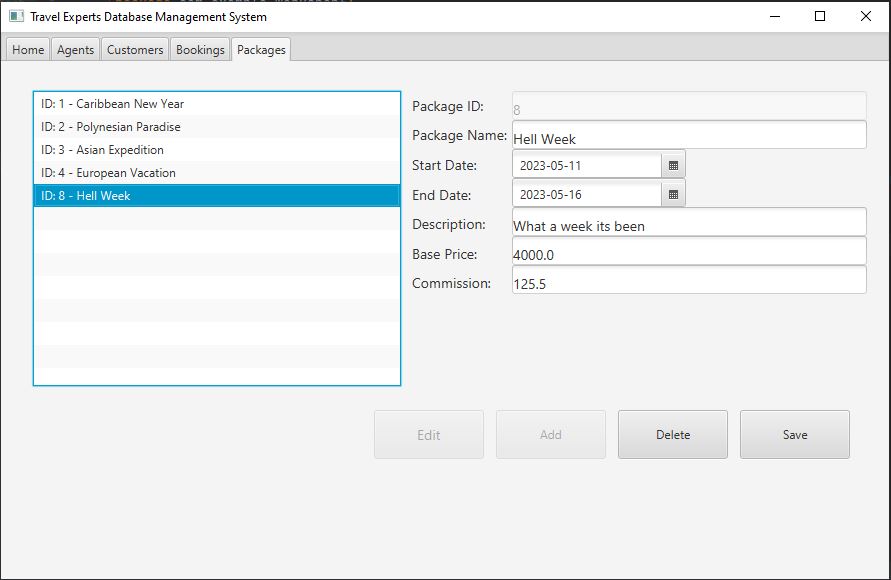 Travel Experts Database Management System
Home Agents Customers Bookings Packages
ID: 1 - Caribbean New Year
ID: 2 - Polynesian Paradise
ID: 3 - Asian Expedition
ID: 4 - European Vacation
ID: 8 - Hell Week
Package ID: 8
Package Name: Hell Week
Start Date: 2023-05-11
End Date: 2023-05-16
Description: What a week its been
Base Price: 4000.0
Commission: 125.5
Edit Add Delete Save